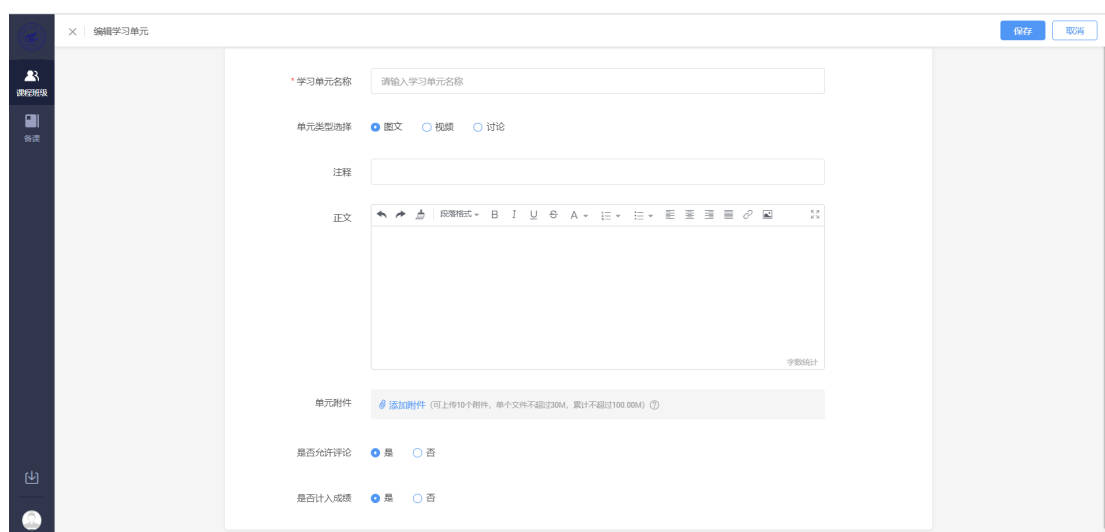 编辑学习单元
保存
取消
课程班级
备课
* 学习单元名称
请输入学习单元名称
单元类型选择 图文 视频 讨论
注释
正文
段落格式 B I U S A
字数统计
单元附件
添加附件 (可上传10个附件, 单个文件不超过30M, 累计不超过100.00M) ?
是否允许评论 是 否
是否计入成绩 是 否